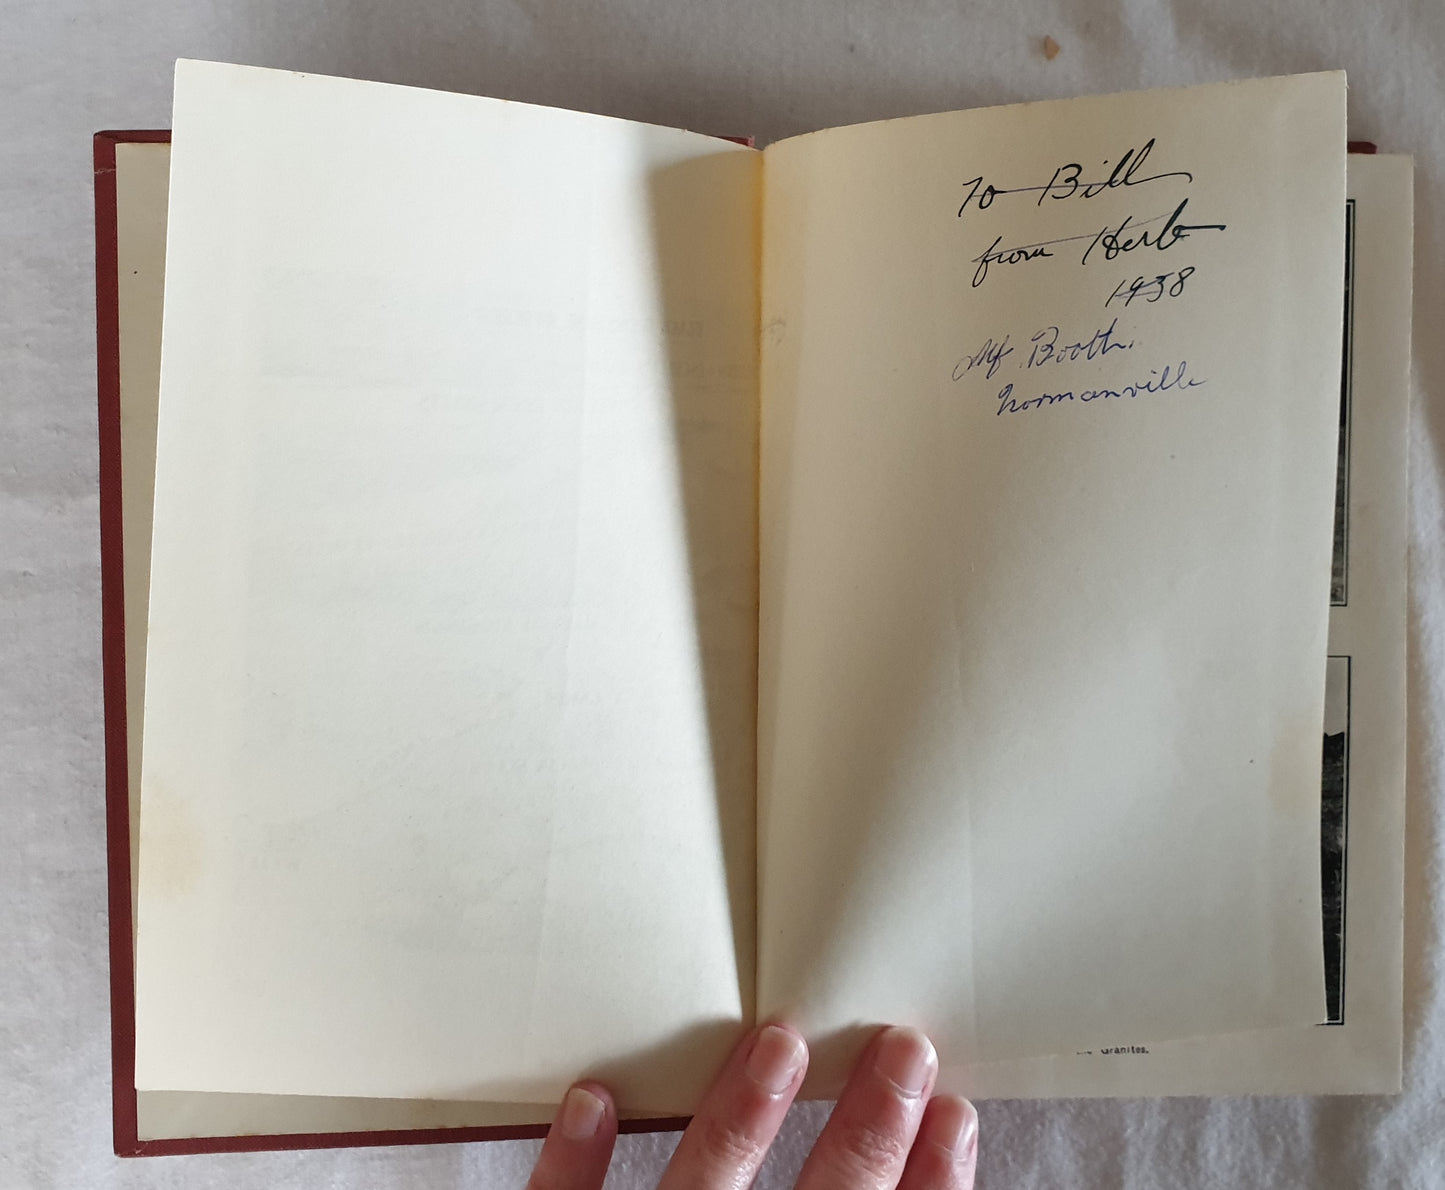 To Bill
from Herb
1938
Alf Booth.
Normanville
Granites.